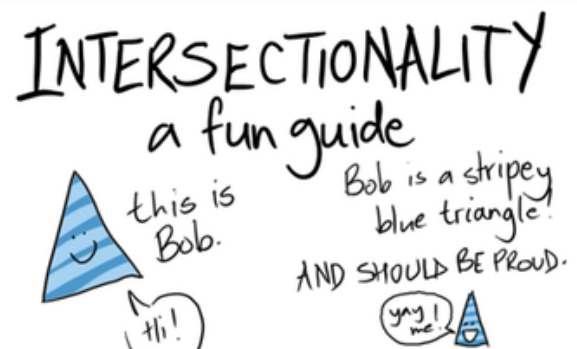 INTERSECTIONALITY
a fun guide
this is
Bob.
Hi!
Bob is a stripey
blue triangle!
AND SHOULD BE PROUD.
yay!
me!